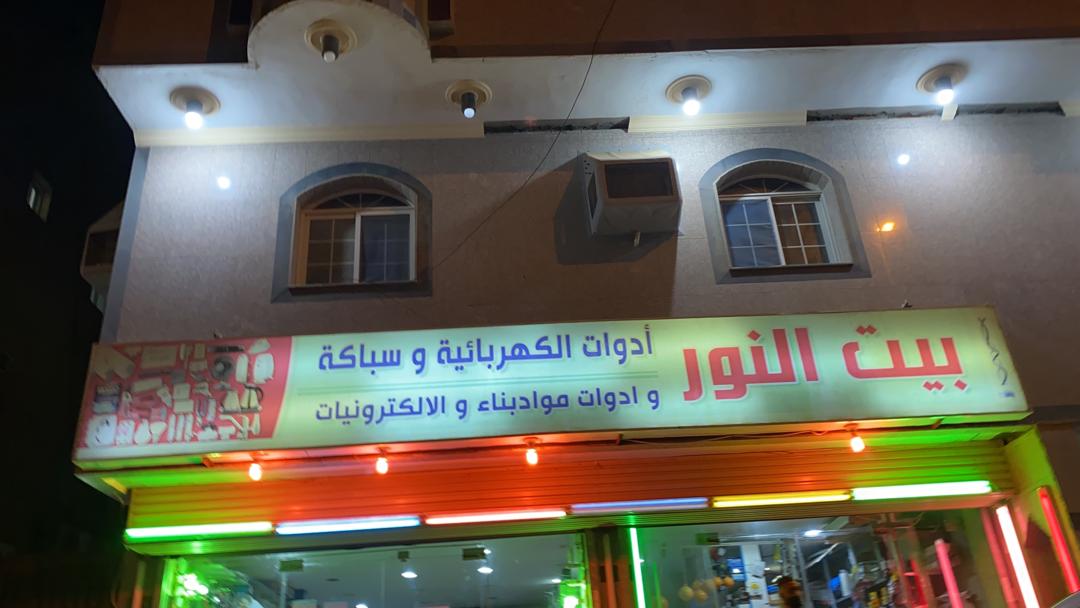 بيت النور
أدوات الكهربائية و سباكة
و ادوات موادبناء و الالكترونيات